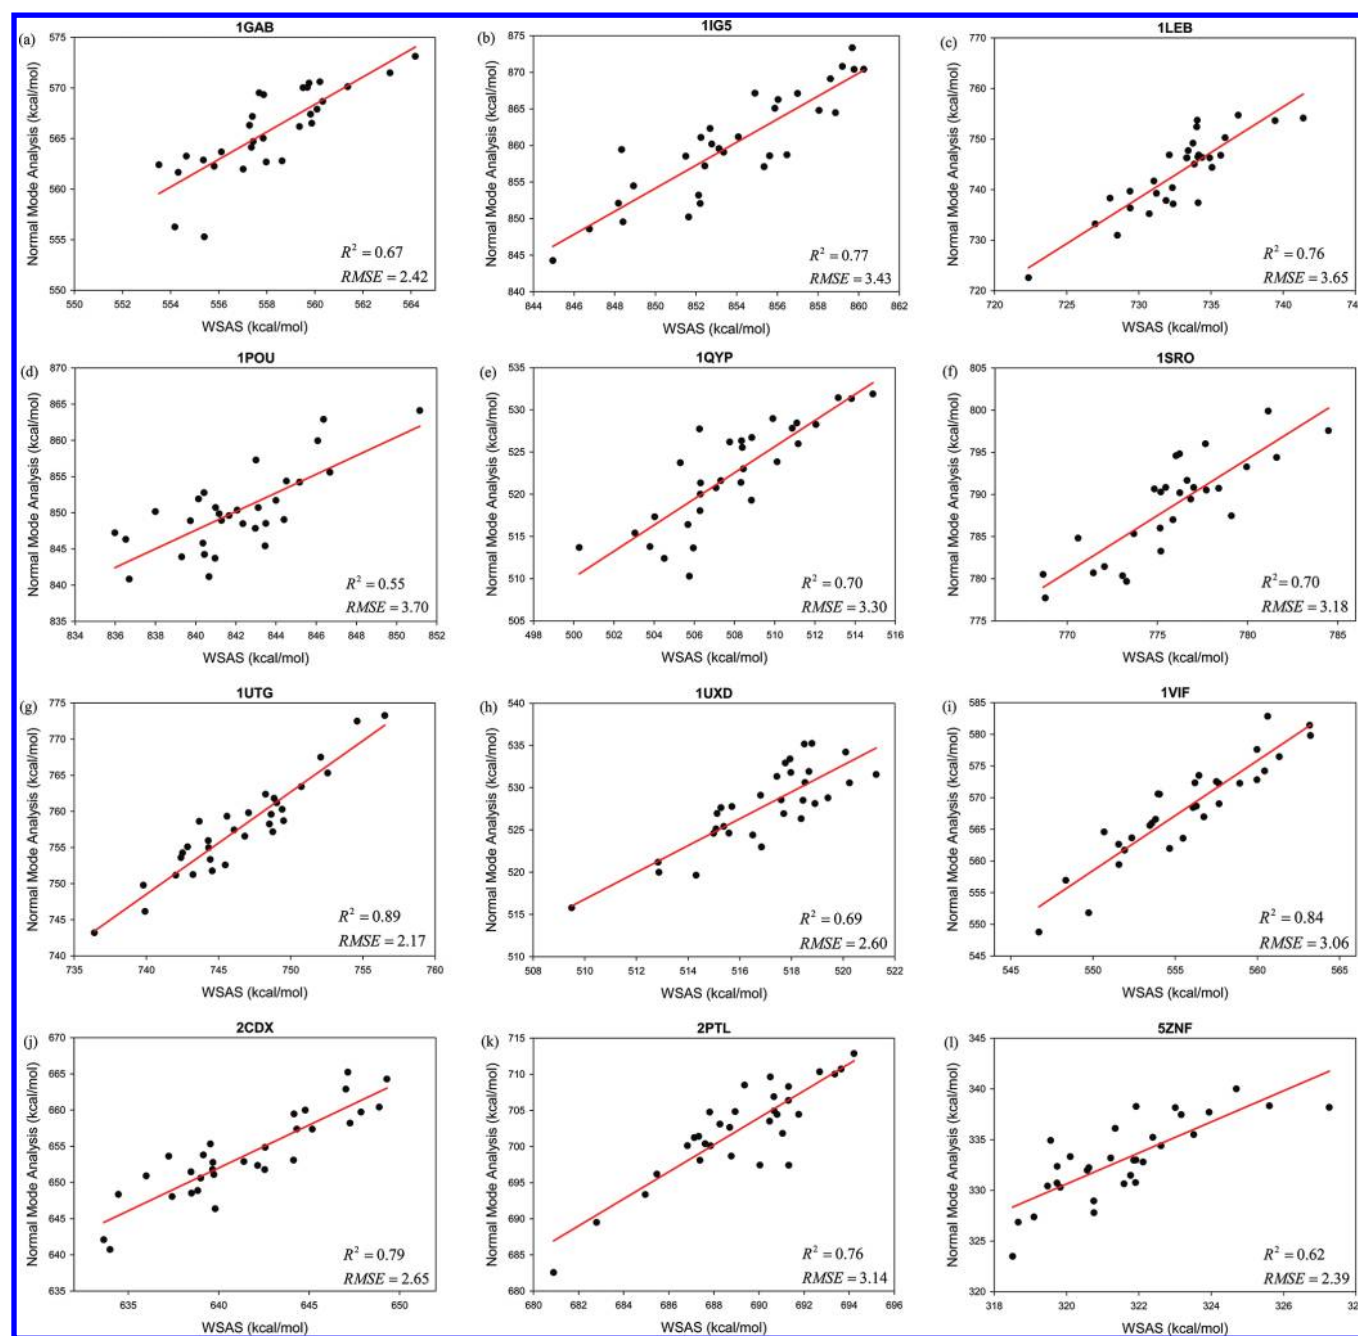 1GAB
(a)
Normal Mode Analysis (kcal/mol)
575
570
565
560
555
550
R² = 0.67
RMSE = 2.42
550 552 554 556 558 560 562 564
WSAS (kcal/mol)
1IG5
(b)
Normal Mode Analysis (kcal/mol)
875
870
865
860
855
850
845
840
R² = 0.77
RMSE = 3.43
844 846 848 850 852 854 856 858 860 862
WSAS (kcal/mol)
1LEB
(c)
Normal Mode Analysis (kcal/mol)
770
760
750
740
730
720
R² = 0.76
RMSE = 3.65
720 725 730 735 740 74
WSAS (kcal/mol)
1POU
(d)
Normal Mode Analysis (kcal/mol)
870
865
860
855
850
845
840
835
R² = 0.55
RMSE = 3.70
834 836 838 840 842 844 846 848 850 852
WSAS (kcal/mol)
1QYP
(e)
Normal Mode Analysis (kcal/mol)
535
530
525
520
515
510
505
R² = 0.70
RMSE = 3.30
498 500 502 504 506 508 510 512 514 516
WSAS (kcal/mol)
1SRO
(f)
Normal Mode Analysis (kcal/mol)
805
800
795
790
785
780
775
R² = 0.70
RMSE = 3.18
770 775 780 785
WSAS (kcal/mol)
1UTG
(g)
Normal Mode Analysis (kcal/mol)
775
770
765
760
755
750
745
740
R² = 0.89
RMSE = 2.17
735 740 745 750 755 760
WSAS (kcal/mol)
1UXD
(h)
Normal Mode Analysis (kcal/mol)
540
535
530
525
520
515
510
R² = 0.69
RMSE = 2.60
508 510 512 514 516 518 520 522
WSAS (kcal/mol)
1VIF
(i)
Normal Mode Analysis (kcal/mol)
585
580
575
570
565
560
555
550
545
R² = 0.84
RMSE = 3.06
545 550 555 560 565
WSAS (kcal/mol)
2CDX
(j)
Normal Mode Analysis (kcal/mol)
670
665
660
655
650
645
640
635
R² = 0.79
RMSE = 2.65
635 640 645 650
WSAS (kcal/mol)
2PTL
(k)
Normal Mode Analysis (kcal/mol)
715
710
705
700
695
690
685
680
R² = 0.76
RMSE = 3.14
680 682 684 686 688 690 692 694 696
WSAS (kcal/mol)
5ZNF
(l)
Normal Mode Analysis (kcal/mol)
345
340
335
330
325
320
R² = 0.62
RMSE = 2.39
318 320 322 324 326 32
WSAS (kcal/mol)